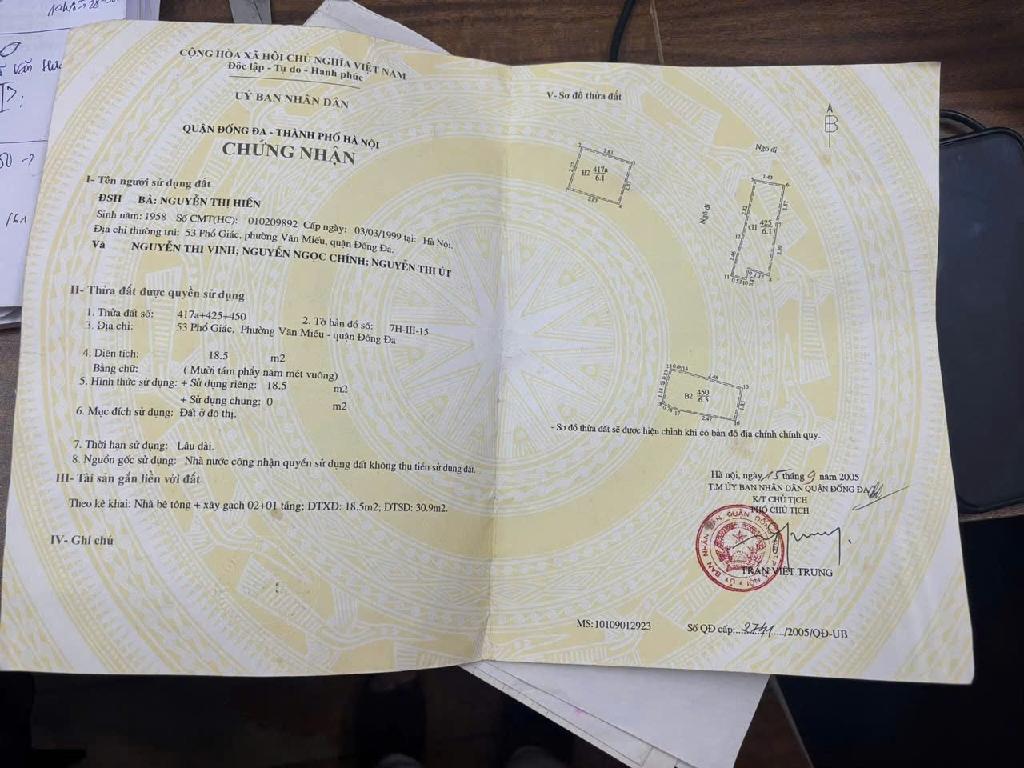 CỘNG HÒA XÃ HỘI CHỦ NGHĨA VIỆT NAM
Độc lập - Tự do - Hạnh phúc
UỶ BAN NHÂN DÂN
QUẬN ĐỐNG ĐA - THÀNH PHỐ HÀ NỘI
CHỨNG NHẬN
I- Tên người sử dụng đất
ĐSH BÀ: NGUYỄN THỊ HIÊN
Sinh năm: 1958 Số CMT(HC): 010209892 Cấp ngày: 03/03/1999 tại: Hà Nội.
Địa chỉ thường trú: 53 Phố Giác, phường Văn Miếu, quận Đống Đa.
Và NGUYỄN THỊ VINH; NGUYỄN NGỌC CHÍNH; NGUYỄN THỊ ÚT
II- Thửa đất được quyền sử dụng
1. Thửa đất số: 417a+425+450 2. Tờ bản đồ số: 7H-III-15
3. Địa chỉ: 53 Phố Giác, Phường Văn Miếu - quận Đống Đa
4. Diện tích: 18.5 m2
Bằng chữ: ( Mười tám phẩy năm mét vuông)
5. Hình thức sử dụng: + Sử dụng riêng: 18.5 m2
+ Sử dụng chung: 0 m2
6. Mục đích sử dụng: Đất ở đô thị.
7. Thời hạn sử dụng: Lâu dài.
8. Nguồn gốc sử dụng: Nhà nước công nhận quyền sử dụng đất không thu tiền sử dụng đất.
III- Tài sản gắn liền với đất
Theo kê khai: Nhà bê tông + xây gạch 02+01 tầng; DTXD: 18.5m2; DTSD: 30.9m2.
IV- Ghi chú
V- Sơ đồ thửa đất
A
B
Ngõ đi
H2 417a
6.1
Ngõ đi
425
6.1
B2
6.3
- Sơ đồ thửa đất sẽ được hiệu chỉnh khi có bản đồ địa chính chính quy.
Hà nội, ngày 15 tháng 9 năm 2005
T.M UỶ BAN NHÂN DÂN QUẬN ĐỐNG ĐA
K/T CHỦ TỊCH
PHÓ CHỦ TỊCH
TRẦN VIỆT TRUNG
MS: 10109012923
Số QĐ cấp: /2005/QĐ-UB